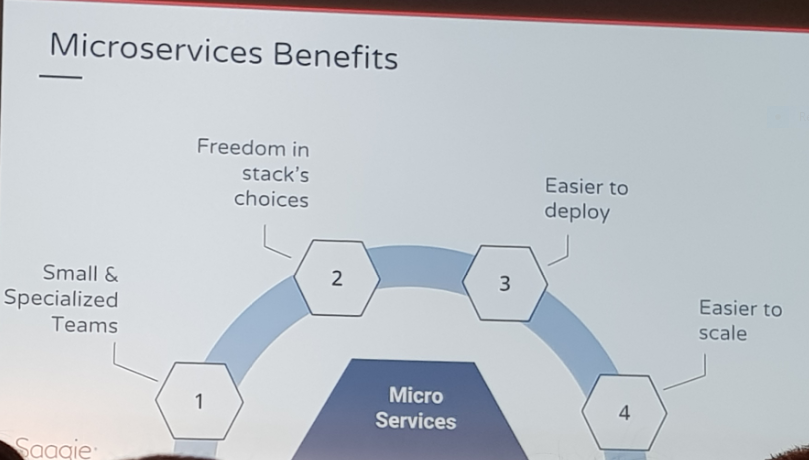 Microservices Benefits
Freedom in
stack's
choices
Easier to
deploy
Small &
Specialized
Teams
Easier to
scale
2
3
1
4
Micro
Services
Saagie